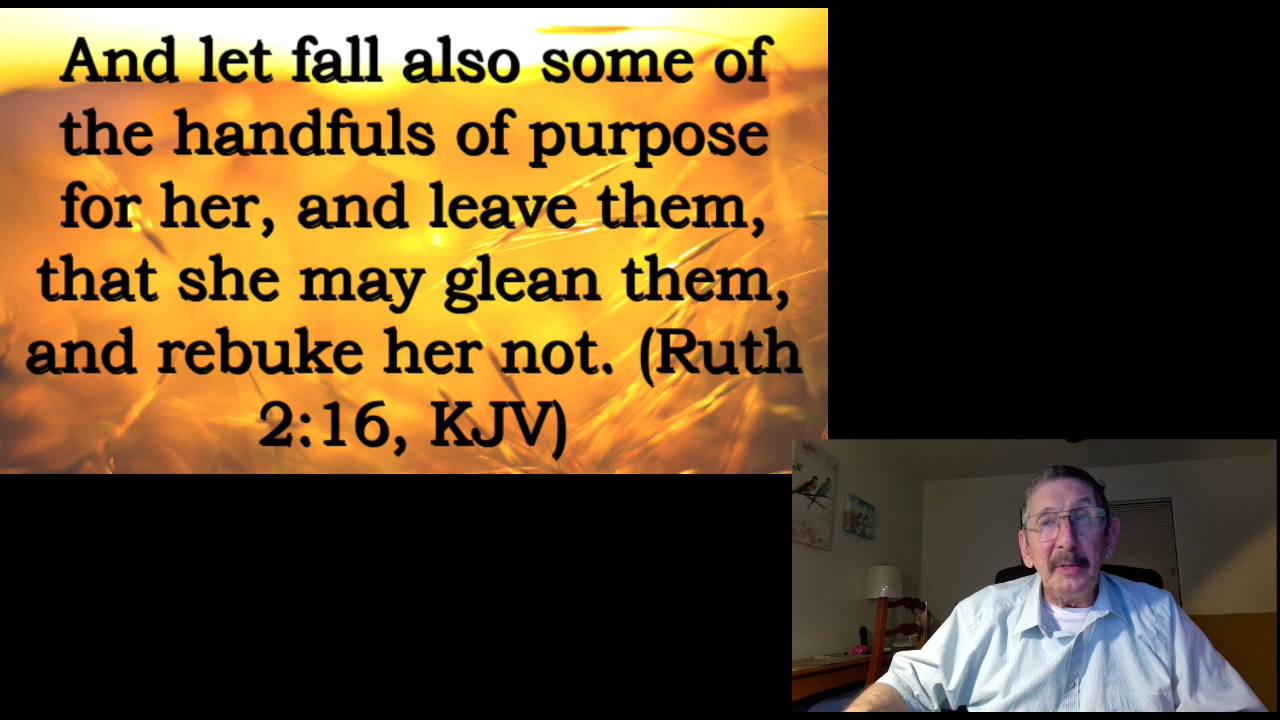 And let fall also some of
the handfuls of purpose
for her, and leave them,
that she may glean them,
and rebuke her not. (Ruth
2:16, KJV)